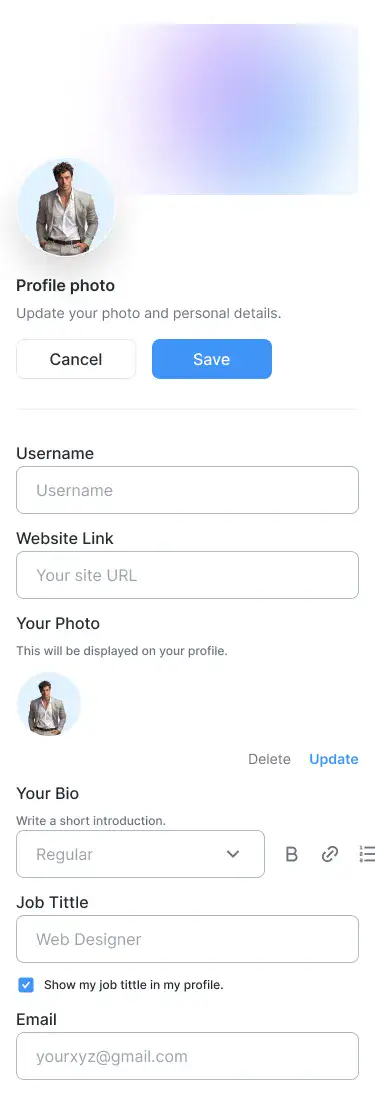 Profile photo
Update your photo and personal details.
Cancel Save
Username
Username
Website Link
Your site URL
Your Photo
This will be displayed on your profile.
Delete Update
Your Bio
Write a short introduction.
Regular B
Job Tittle
Web Designer
Show my job tittle in my profile.
Email
yourxyz@gmail.com